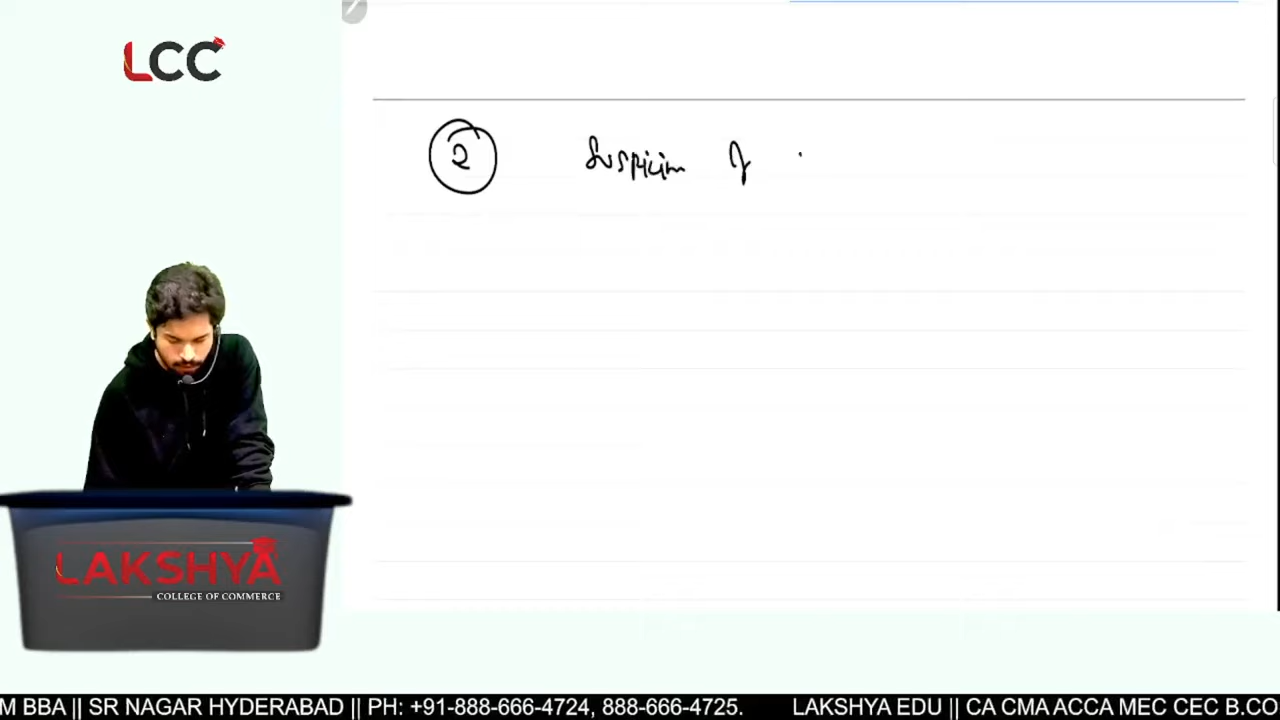 LCC
2 Suspicion of
LAKSHYA
COLLEGE OF COMMERCE
M BBA || SR NAGAR HYDERABAD || PH: +91-888-666-4724, 888-666-4725. LAKSHYA EDU || CA CMA ACCA MEC CEC B.CO